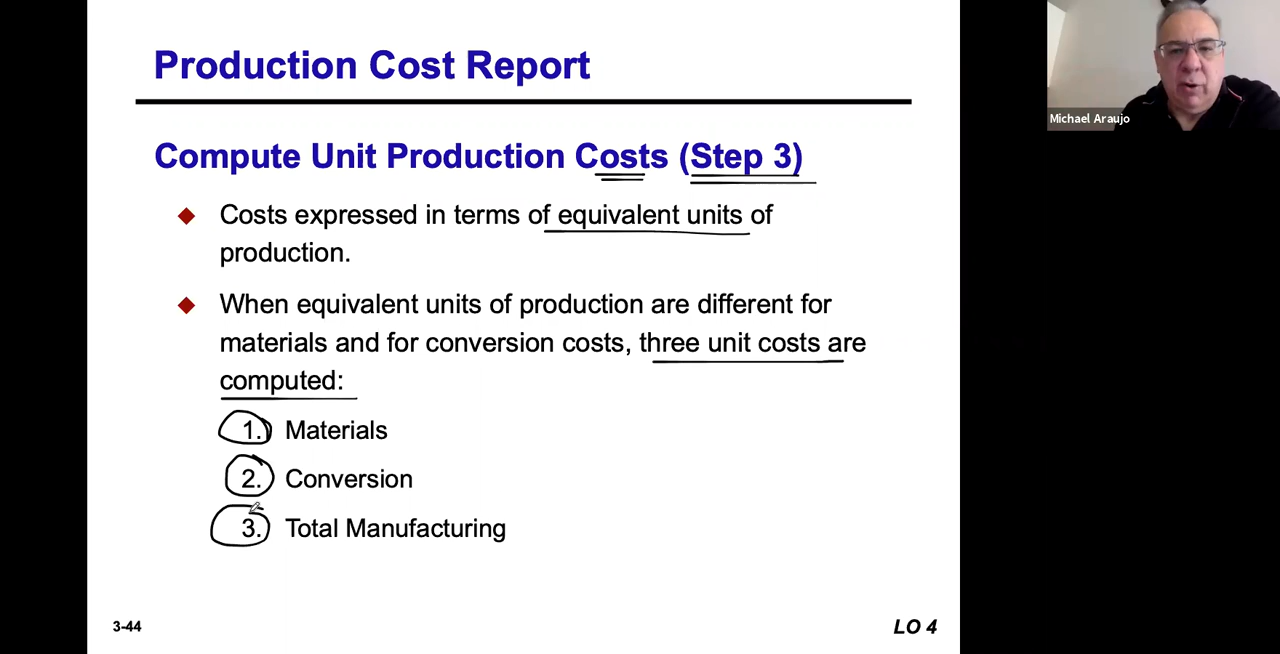 Production Cost Report
Michael Araujo
Compute Unit Production Costs (Step 3)
Costs expressed in terms of equivalent units of
production.
When equivalent units of production are different for
materials and for conversion costs, three unit costs are
computed:
1. Materials
2. Conversion
3. Total Manufacturing
3-44
LO 4